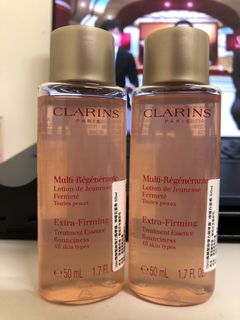 CLARINS
PARIS
Multi-Régénérante
Lotion de Jeunesse
Fermeté
Toutes peaux
Extra-Firming
Treatment Essence
Bounciness
All skin types
50 mL 1.7 FL
CLARINS
PARIS
Multi-Régénérante
Lotion de Jeunesse
Fermeté
Toutes peaux
Extra-Firming
Treatment Essence
Bounciness
All skin types
50 mL 1.7 FL OZ